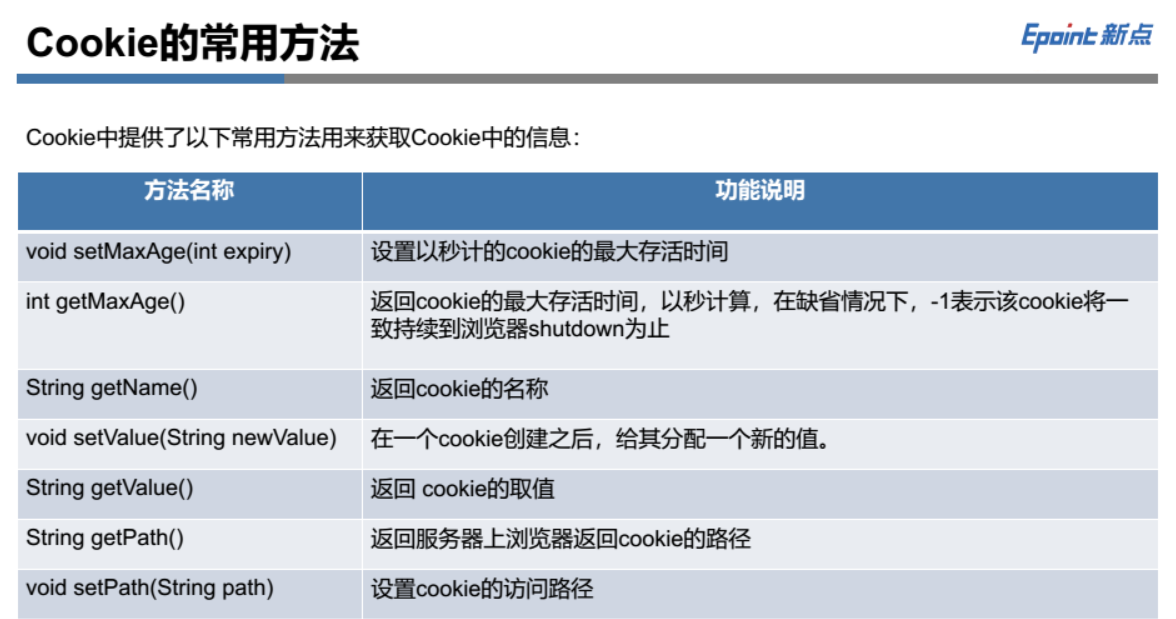 Cookie的常用方法
Epoint 新点
Cookie中提供了以下常用方法用来获取Cookie中的信息：
方法名称 功能说明
void setMaxAge(int expiry) 设置以秒计的cookie的最大存活时间
int getMaxAge() 返回cookie的最大存活时间，以秒计算，在缺省情况下，-1表示该cookie将一
致持续到浏览器shutdown为止
String getName() 返回cookie的名称
void setValue(String newValue) 在一个cookie创建之后，给其分配一个新的值。
String getValue() 返回 cookie的取值
String getPath() 返回服务器上浏览器返回cookie的路径
void setPath(String path) 设置cookie的访问路径